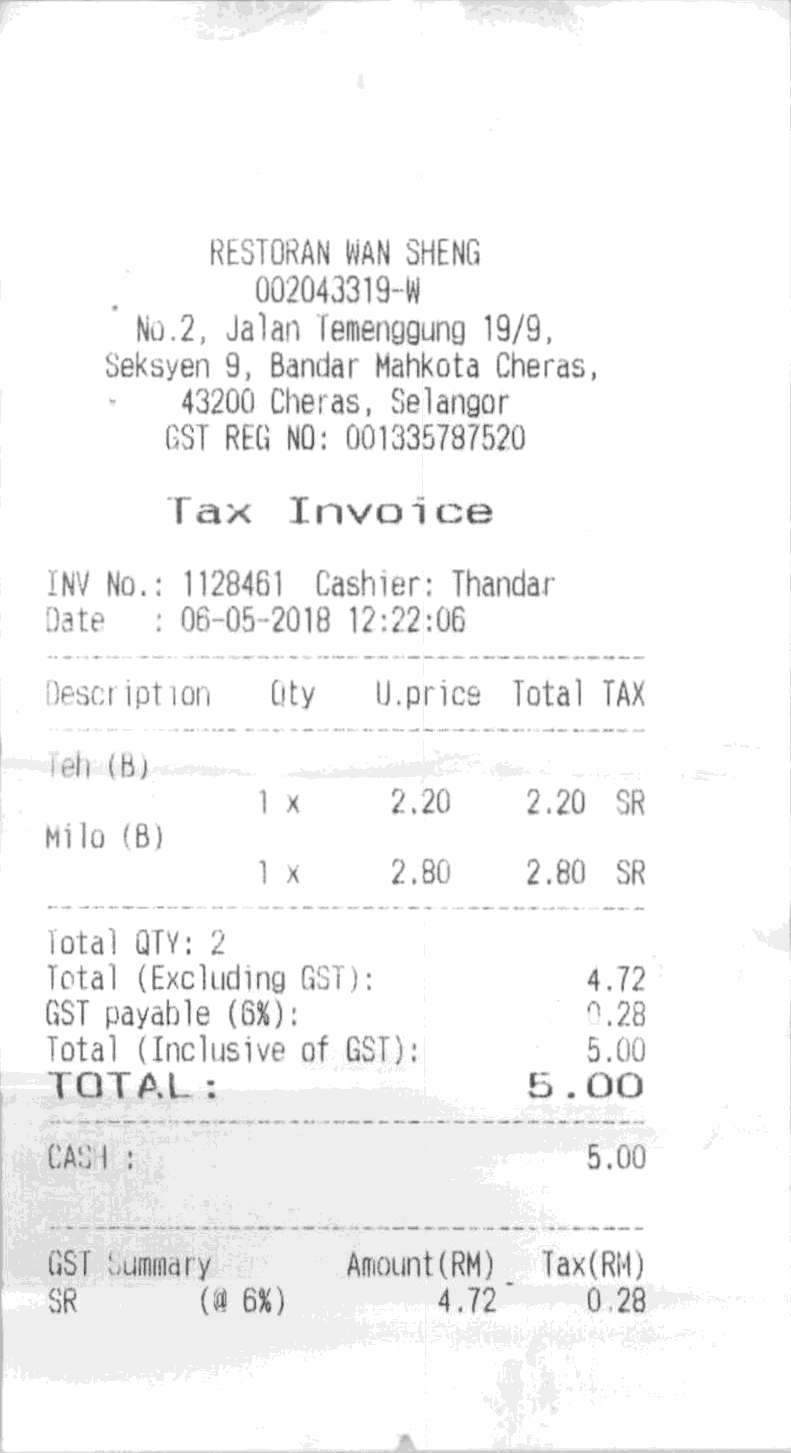 RESTORAN WAN SHENG
002043319-W
No.2, Jalan Temenggung 19/9,
Seksyen 9, Bandar Mahkota Cheras,
43200 Cheras, Selangor
GST REG NO: 001335787520
Tax Invoice
INV No.: 1128461 Cashier: Thandar
Date : 06-05-2018 12:22:06
Description Qty U.price Total TAX
Teh (B)
1 x 2.20 2.20 SR
Milo (B)
1 x 2.80 2.80 SR
Total QTY: 2
Total (Excluding GST): 4.72
GST payable (6%): 0.28
Total (Inclusive of GST): 5.00
TOTAL: 5.00
CASH : 5.00
GST Summary Amount(RM) Tax(RM)
SR (@ 6%) 4.72 0.28